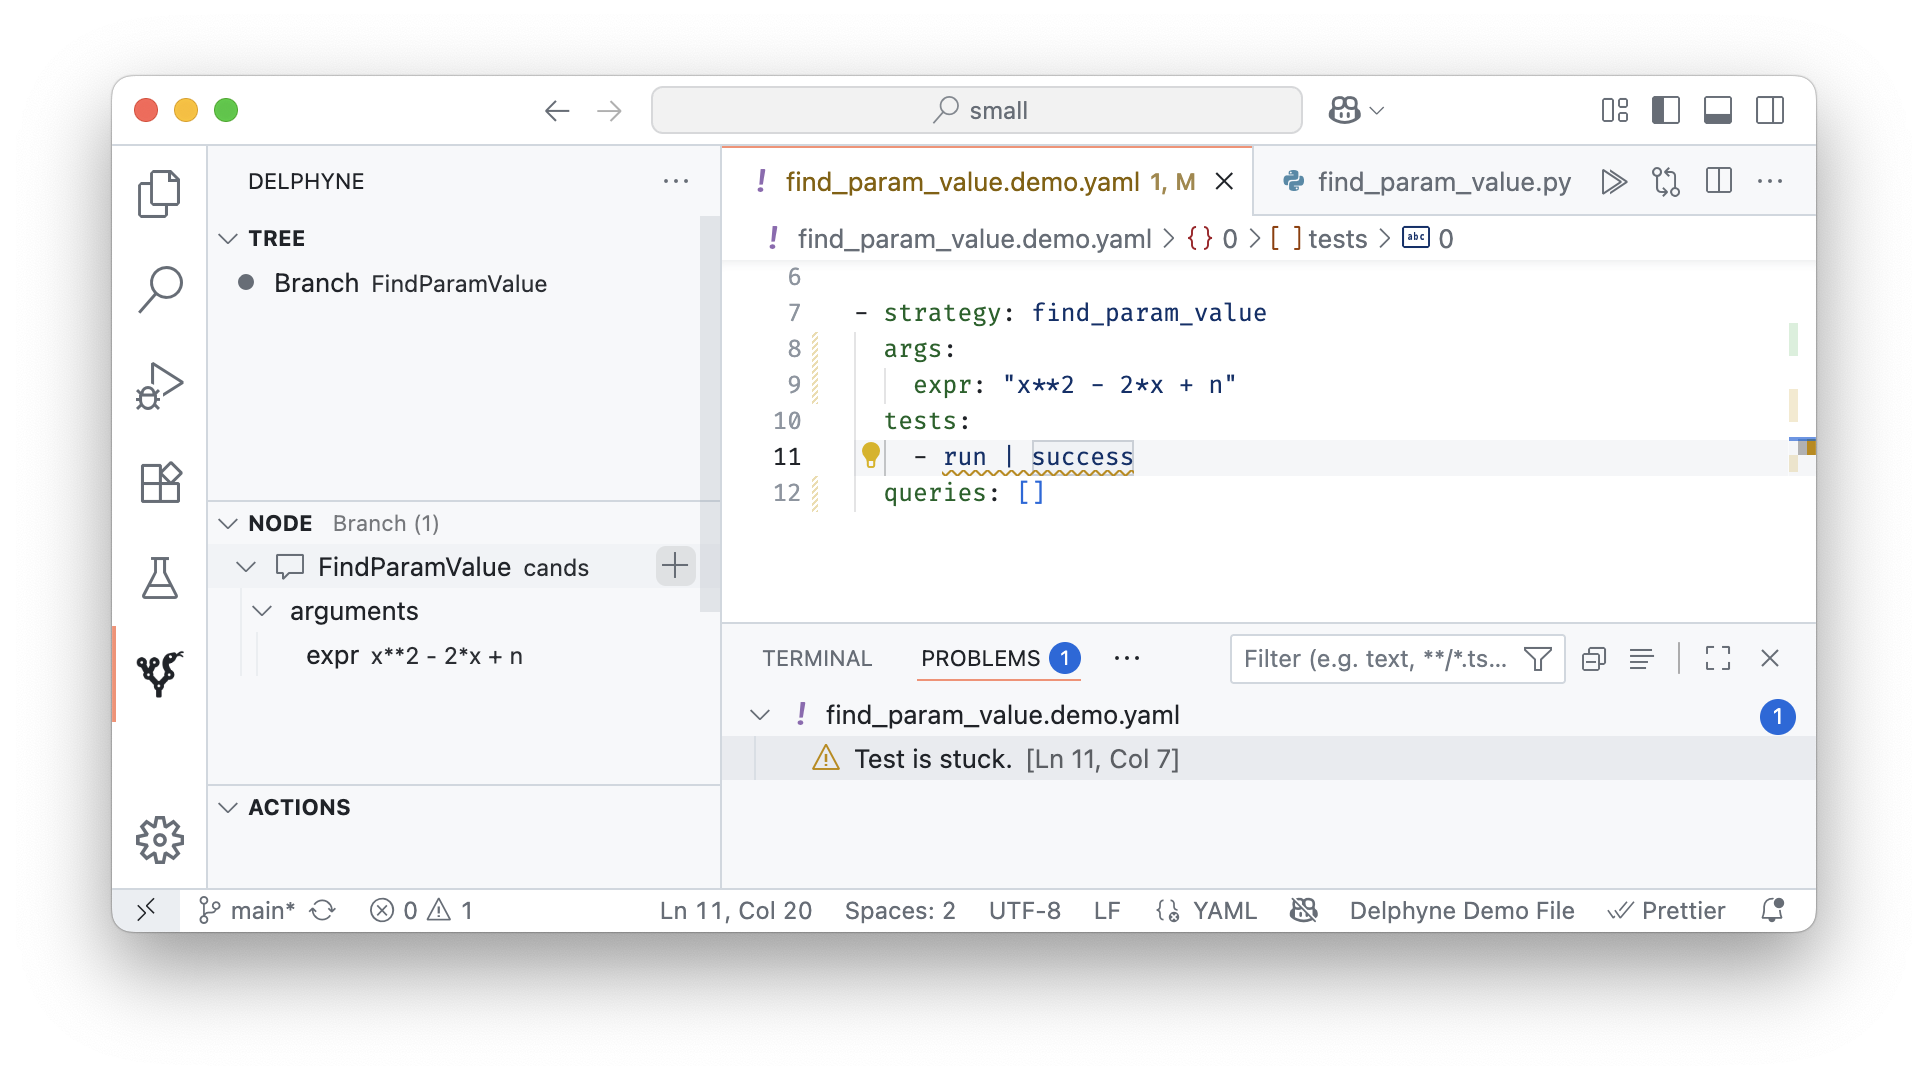 small
DELPHYNE
TREE
Branch FindParamValue
NODE Branch (1)
FindParamValue cands
arguments
expr x**2 - 2*x + n
ACTIONS
! find_param_value.demo.yaml 1, M
find_param_value.py
! find_param_value.demo.yaml > {} 0 > [ ] tests > abc 0
6
7 - strategy: find_param_value
8 args:
9 expr: "x**2 - 2*x + n"
10 tests:
11 - run | success
12 queries: []
TERMINAL PROBLEMS 1 ···
Filter (e.g. text, **/*.ts...
! find_param_value.demo.yaml 1
Test is stuck. [Ln 11, Col 7]
main* 0 1 Ln 11, Col 20 Spaces: 2 UTF-8 LF {} YAML Delphyne Demo File Prettier